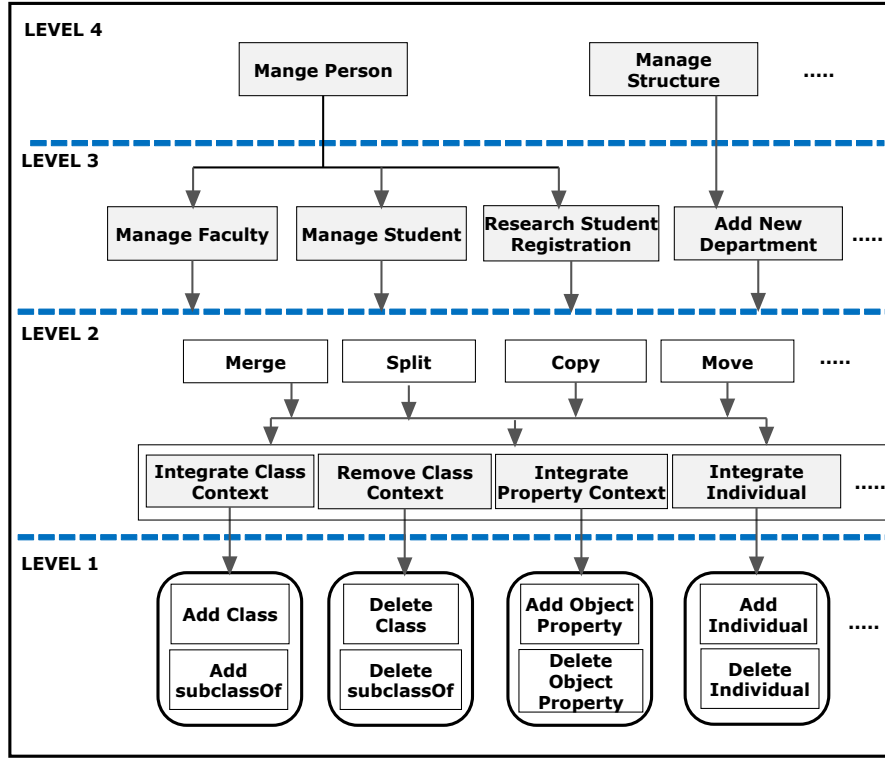 LEVEL 4
Mange Person
Manage
Structure
.....
LEVEL 3
Manage Faculty
Manage Student
Research Student
Registration
Add New
Department
.....
LEVEL 2
Merge
Split
Copy
Move
.....
Integrate Class
Context
Remove Class
Context
Integrate
Property Context
Integrate
Individual
.....
LEVEL 1
Add Class
Add
subclassOf
Delete
Class
Delete
subclassOf
Add Object
Property
Delete
Object
Property
Add
Individual
Delete
Individual
.....